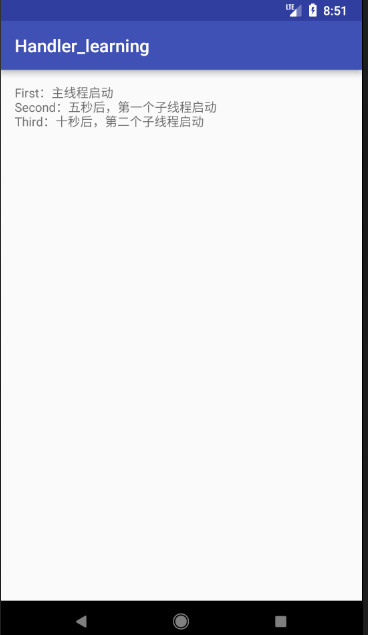 LTE 8:51
Handler_learning
First：主线程启动
Second：五秒后，第一个子线程启动
Third：十秒后，第二个子线程启动